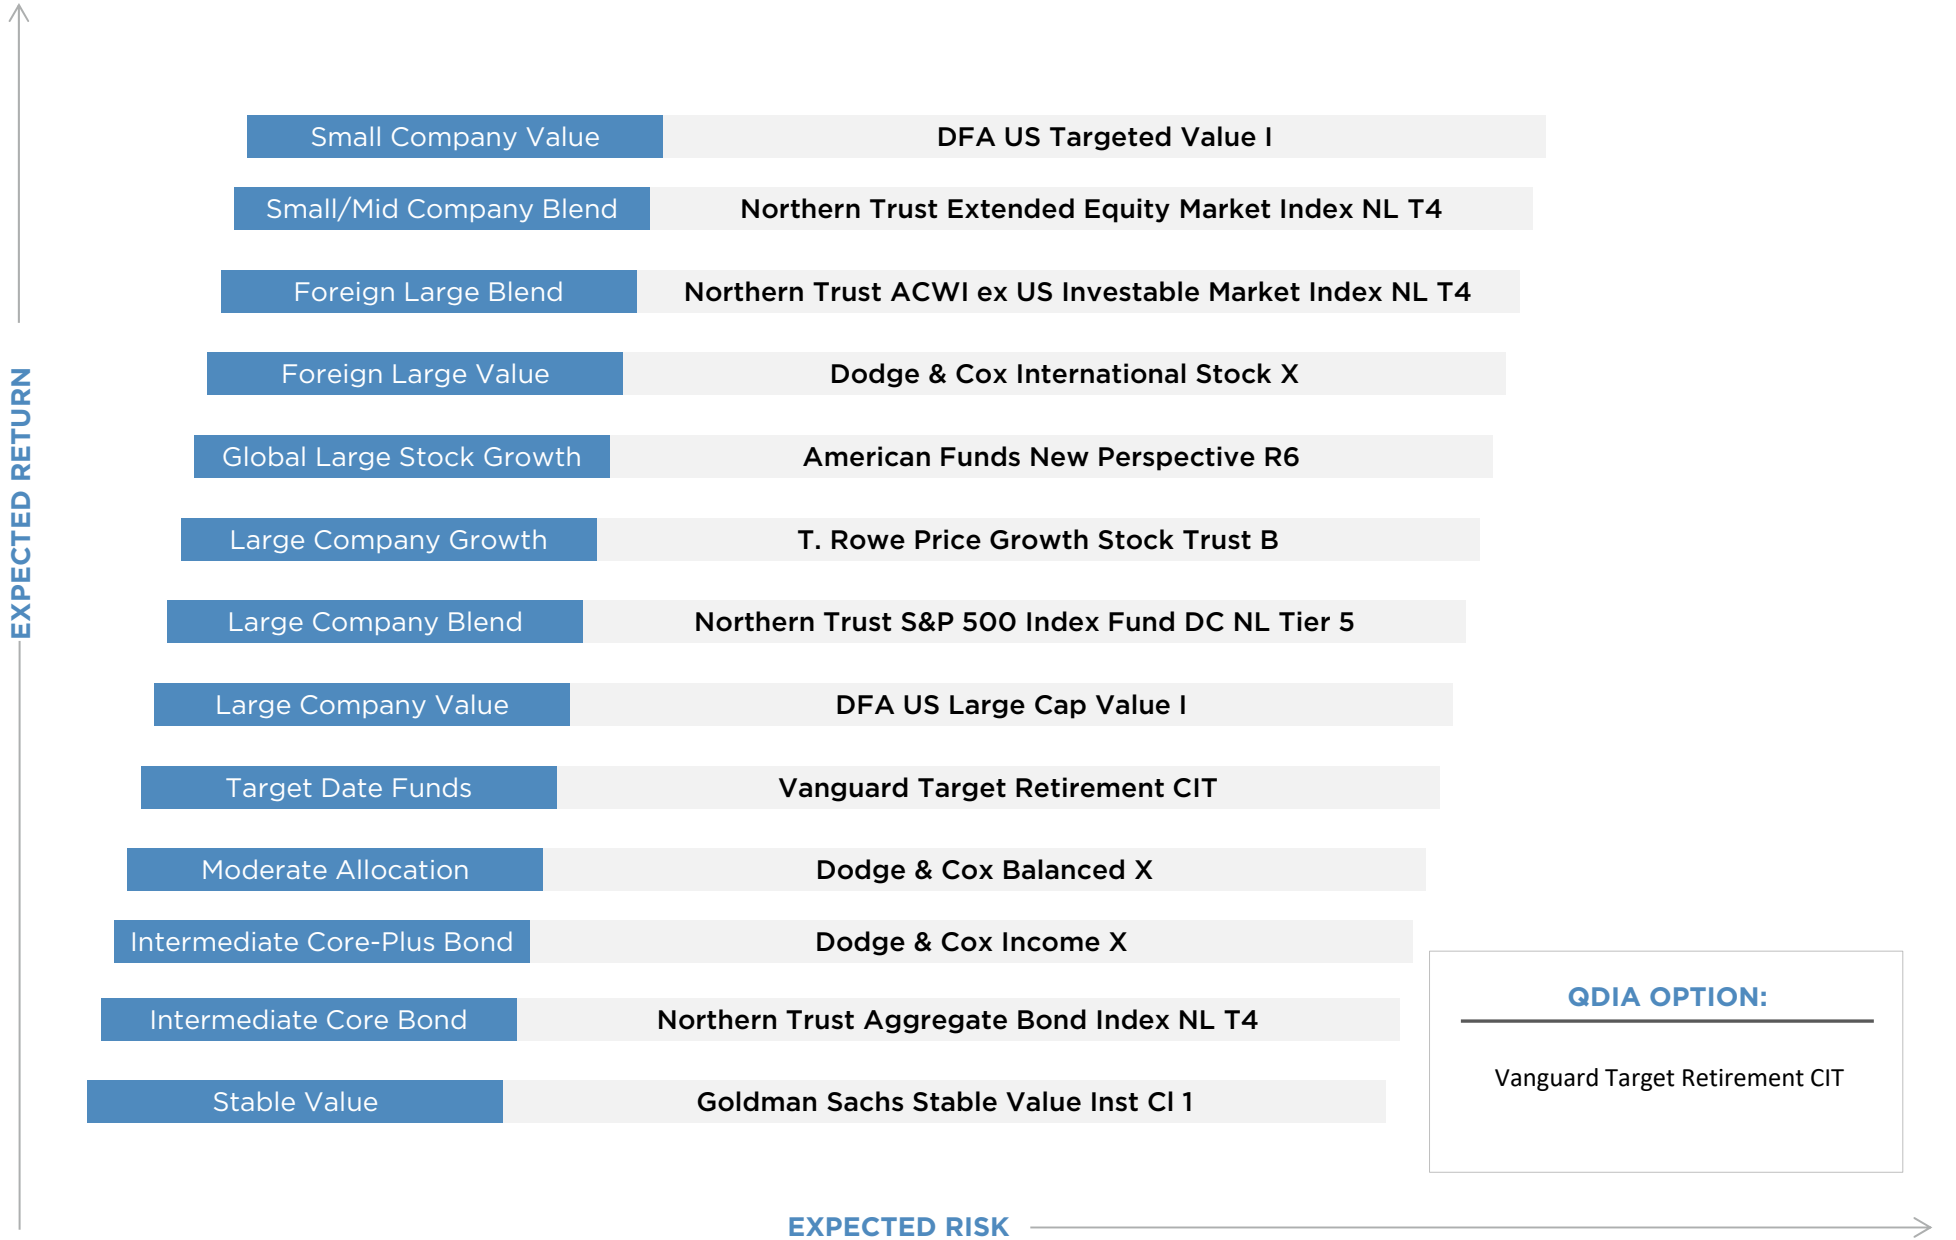 Small Company Value DFA US Targeted Value I
Small/Mid Company Blend Northern Trust Extended Equity Market Index NL T4
Foreign Large Blend Northern Trust ACWI ex US Investable Market Index NL T4
Foreign Large Value Dodge & Cox International Stock X
Global Large Stock Growth American Funds New Perspective R6
Large Company Growth T. Rowe Price Growth Stock Trust B
Large Company Blend Northern Trust S&P 500 Index Fund DC NL Tier 5
Large Company Value DFA US Large Cap Value I
Target Date Funds Vanguard Target Retirement CIT
Moderate Allocation Dodge & Cox Balanced X
Intermediate Core-Plus Bond Dodge & Cox Income X
Intermediate Core Bond Northern Trust Aggregate Bond Index NL T4
Stable Value Goldman Sachs Stable Value Inst Cl 1
EXPECTED RETURN
QDIA OPTION:
Vanguard Target Retirement CIT
EXPECTED RISK